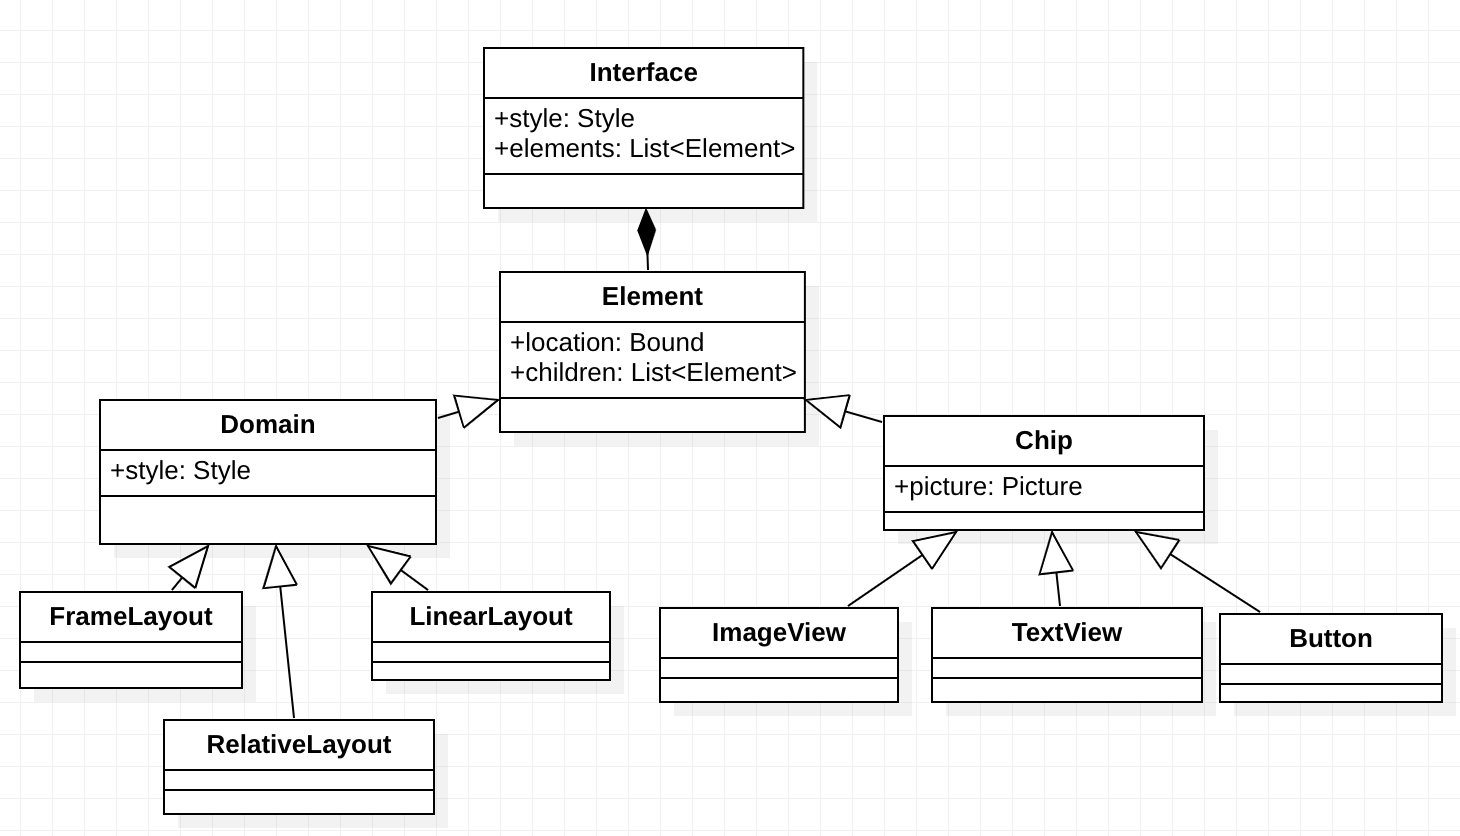 Interface
+style: Style
+elements: List<Element>
Element
+location: Bound
+children: List<Element>
Domain
+style: Style
Chip
+picture: Picture
FrameLayout
LinearLayout
ImageView
TextView
Button
RelativeLayout